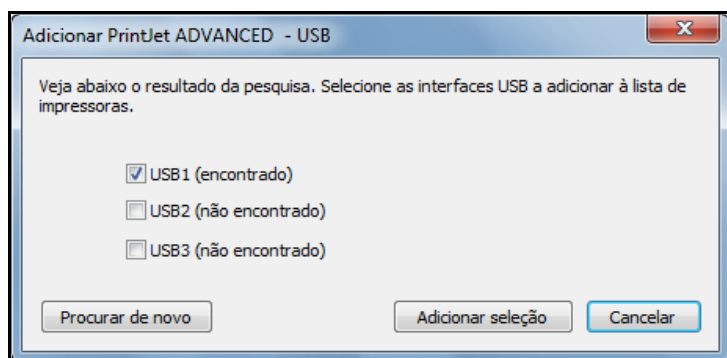 Adicionar PrintJet ADVANCED - USB
Veja abaixo o resultado da pesquisa. Selecione as interfaces USB a adicionar à lista de
impressoras.
USB1 (encontrado)
USB2 (não encontrado)
USB3 (não encontrado)
Procurar de novo Adicionar seleção Cancelar